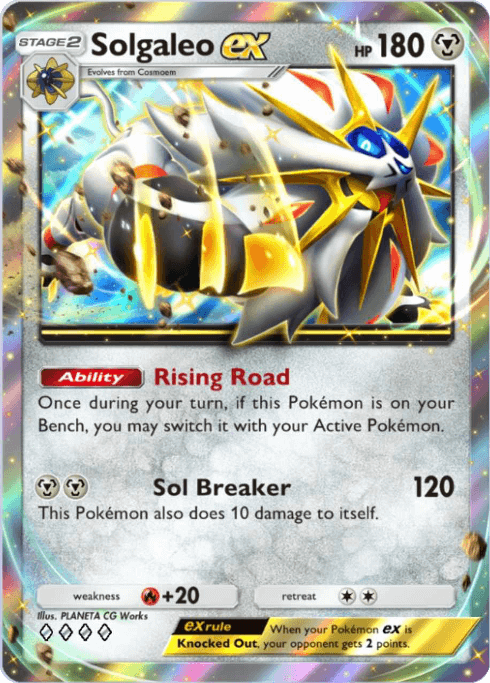 STAGE2 Solgaleo ex HP 180
Evolves from Cosmoem
Ability Rising Road
Once during your turn, if this Pokémon is on your
Bench, you may switch it with your Active Pokémon.
Sol Breaker 120
This Pokémon also does 10 damage to itself.
weakness +20 retreat
Illus. PLANETA CG Works
ex rule When your Pokémon ex is
Knocked Out, your opponent gets 2 points.